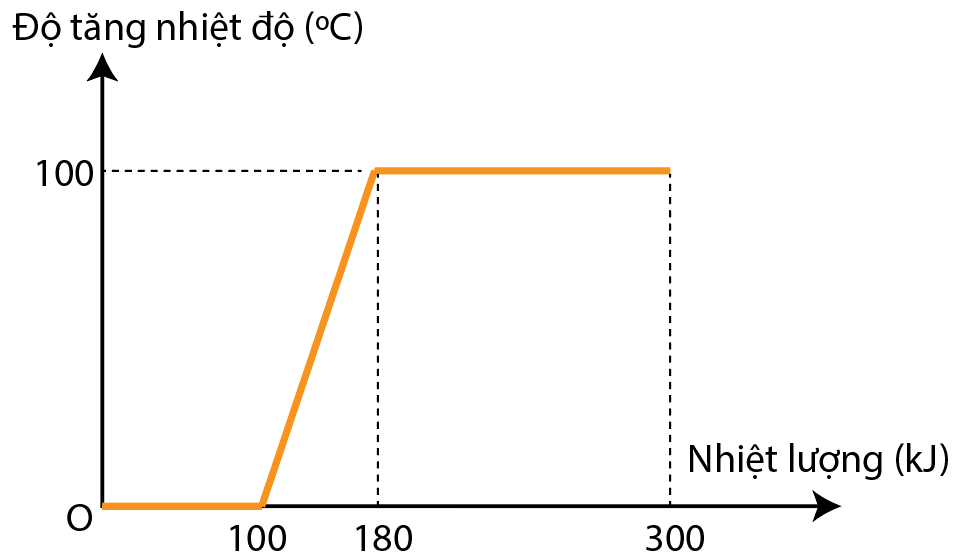 Độ tăng nhiệt độ (ºC)
100
Nhiệt lượng (kJ)
O
100 180 300